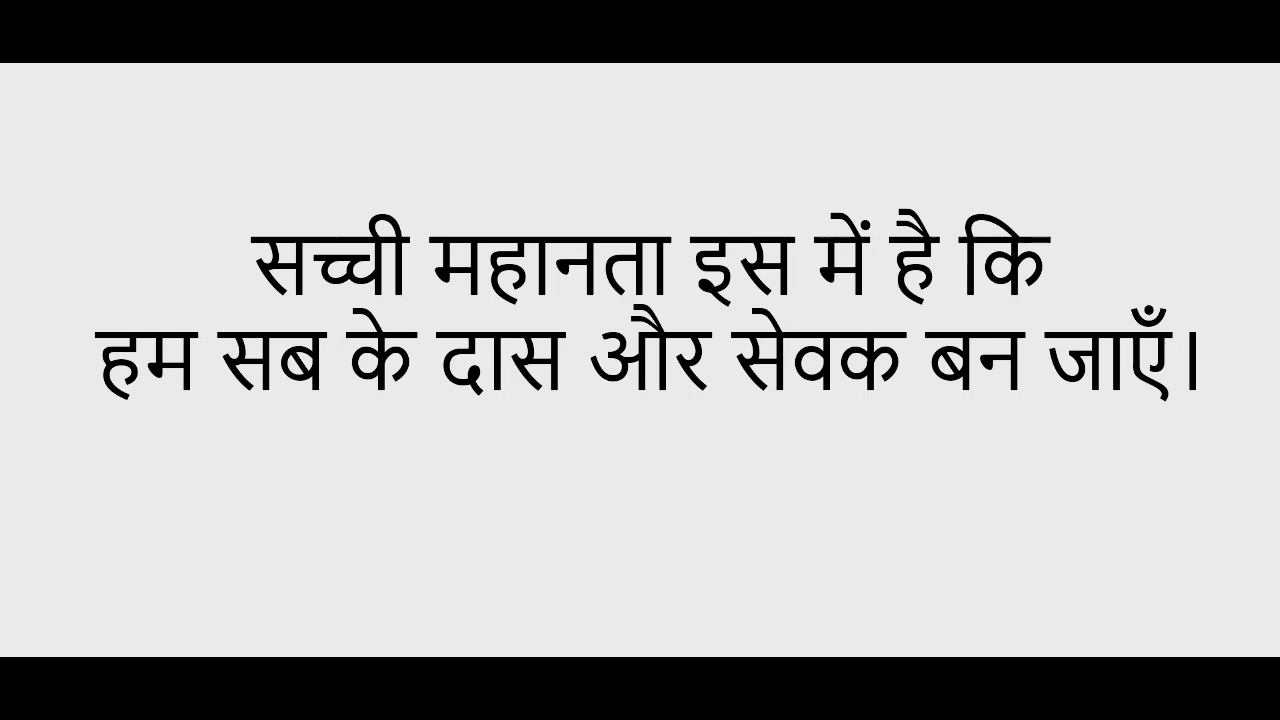 सच्ची महानता इस में है कि
हम सब के दास और सेवक बन जाएँ।